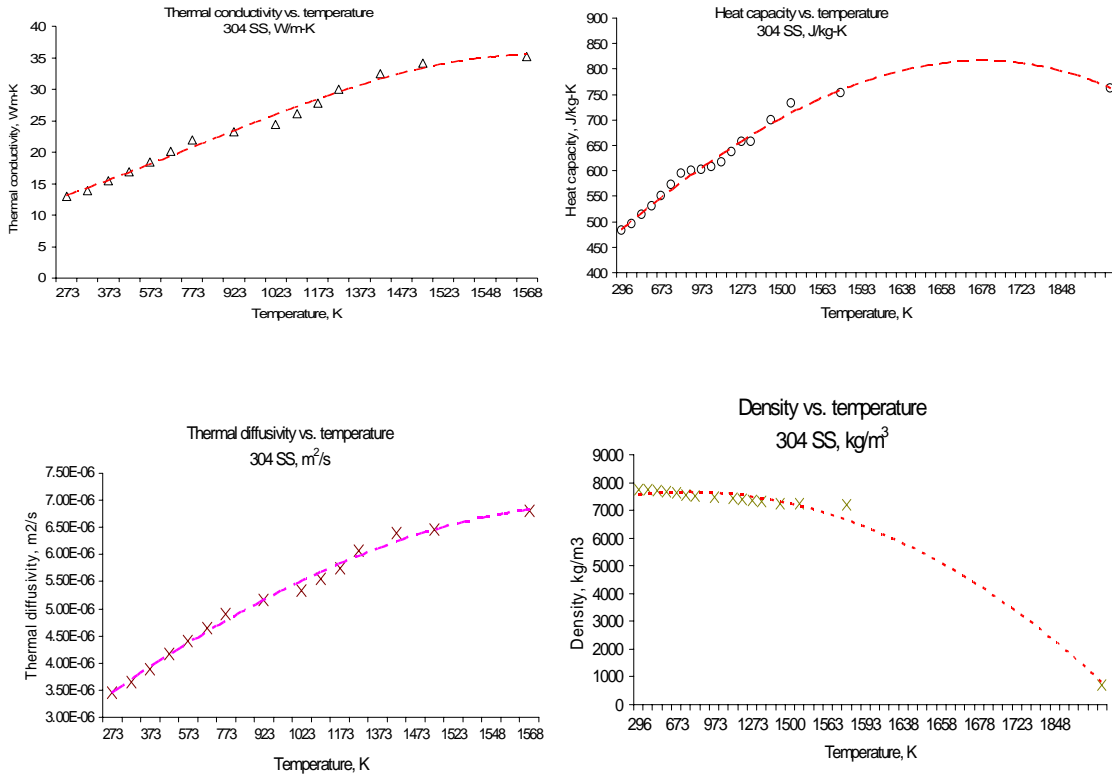 Thermal conductivity vs. temperature
304 SS, W/m-K
Thermal conductivity, W/m-K
40
35
30
25
20
15
10
5
0
273 373 573 773 923 1023 1173 1373 1473 1523 1548 1568
Temperature, K
Heat capacity vs. temperature
304 SS, J/kg-K
Heat capacity, J/kg-K
900
850
800
750
700
650
600
550
500
450
400
296 673 973 1273 1500 1563 1593 1638 1658 1678 1723 1848
Temperature, K
Thermal diffusivity vs. temperature
304 SS, m²/s
Thermal diffusivity, m2/s
7.50E-06
7.00E-06
6.50E-06
6.00E-06
5.50E-06
5.00E-06
4.50E-06
4.00E-06
3.50E-06
3.00E-06
273 373 573 773 923 1023 1173 1373 1473 1523 1548 1568
Temperature, K
Density vs. temperature
304 SS, kg/m³
Density, kg/m3
9000
8000
7000
6000
5000
4000
3000
2000
1000
0
296 673 973 1273 1500 1563 1593 1638 1658 1678 1723 1848
Temperature, K